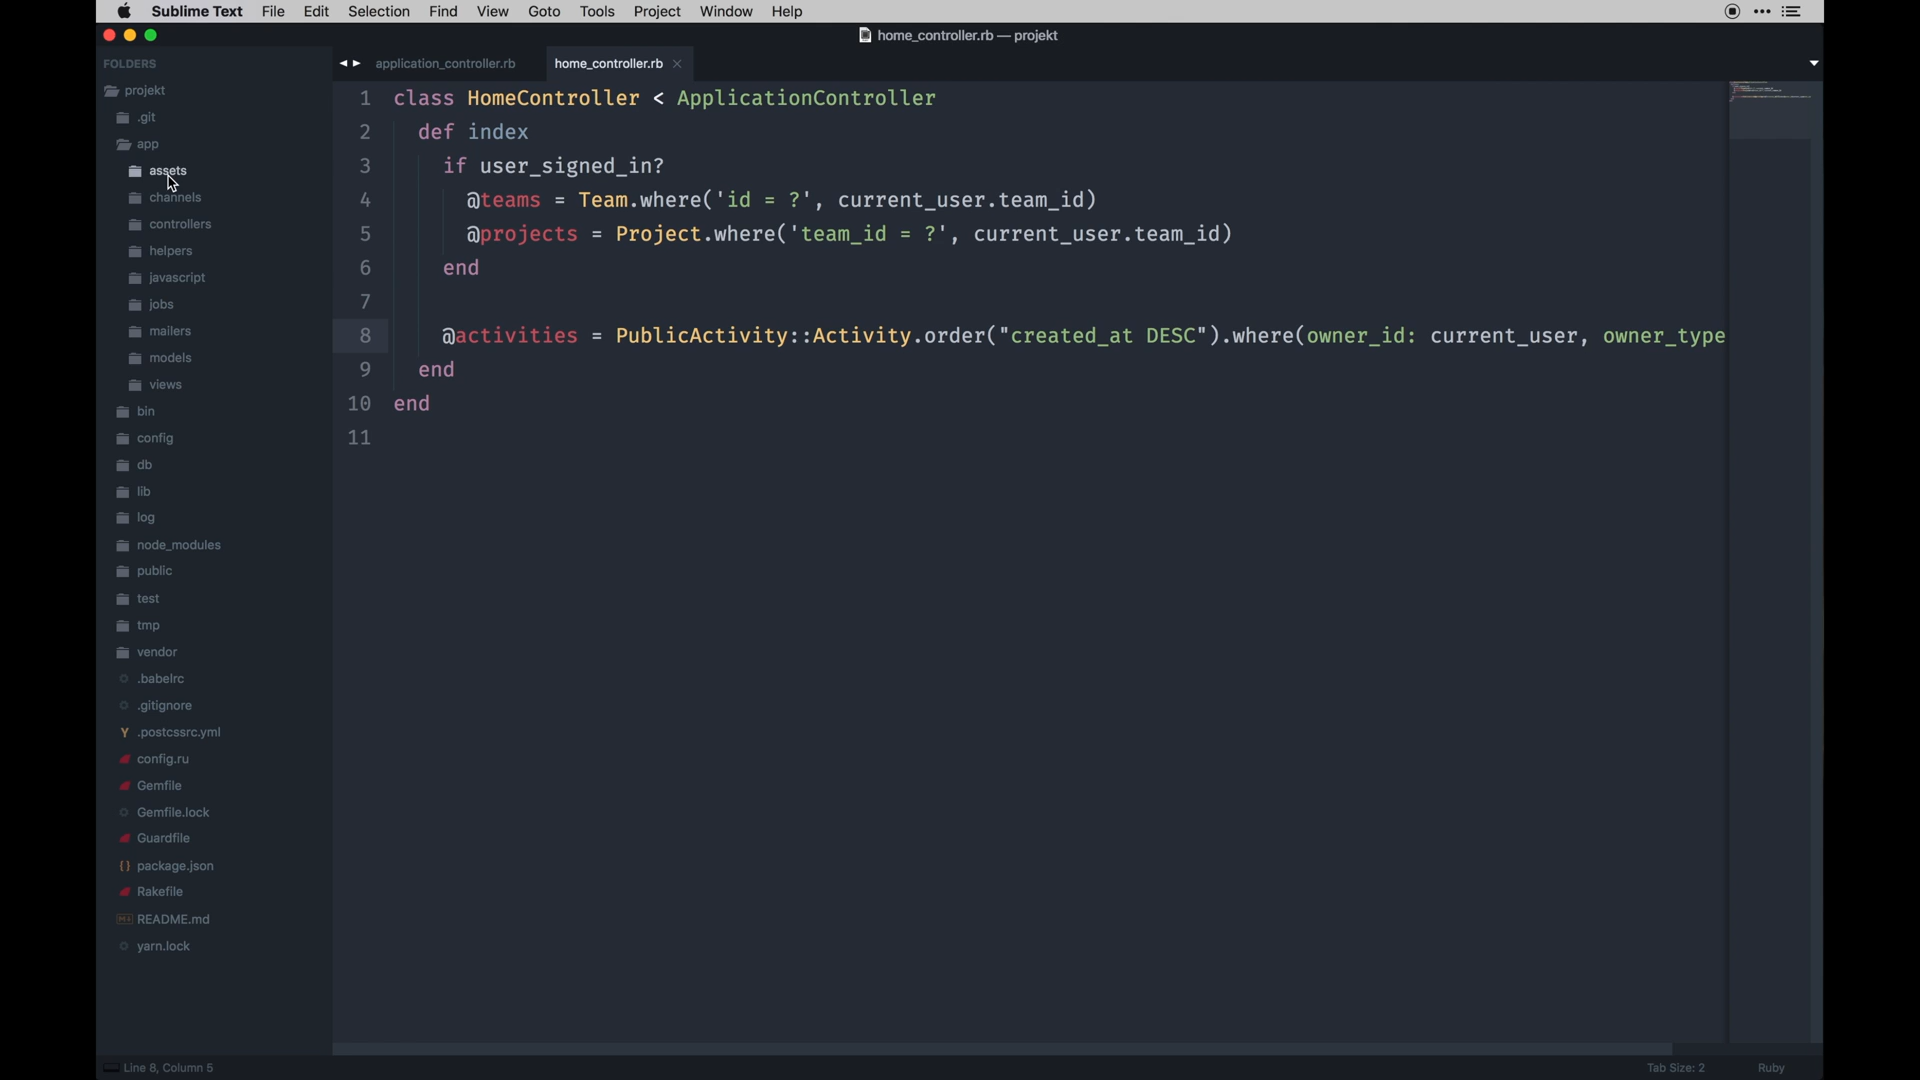 Sublime Text File Edit Selection Find View Goto Tools Project Window Help
home_controller.rb — projekt
FOLDERS
projekt
.git
app
assets
channels
controllers
helpers
javascript
jobs
mailers
models
views
bin
config
db
lib
log
node_modules
public
test
tmp
vendor
.babelrc
.gitignore
.postcssrc.yml
config.ru
Gemfile
Gemfile.lock
Guardfile
package.json
Rakefile
README.md
yarn.lock
application_controller.rb home_controller.rb
1 class HomeController < ApplicationController
2 def index
3 if user_signed_in?
4 @teams = Team.where('id = ?', current_user.team_id)
5 @projects = Project.where('team_id = ?', current_user.team_id)
6 end
7
8 @activities = PublicActivity::Activity.order("created_at DESC").where(owner_id: current_user, owner_type
9 end
10 end
11
Line 8, Column 5 Tab Size: 2 Ruby